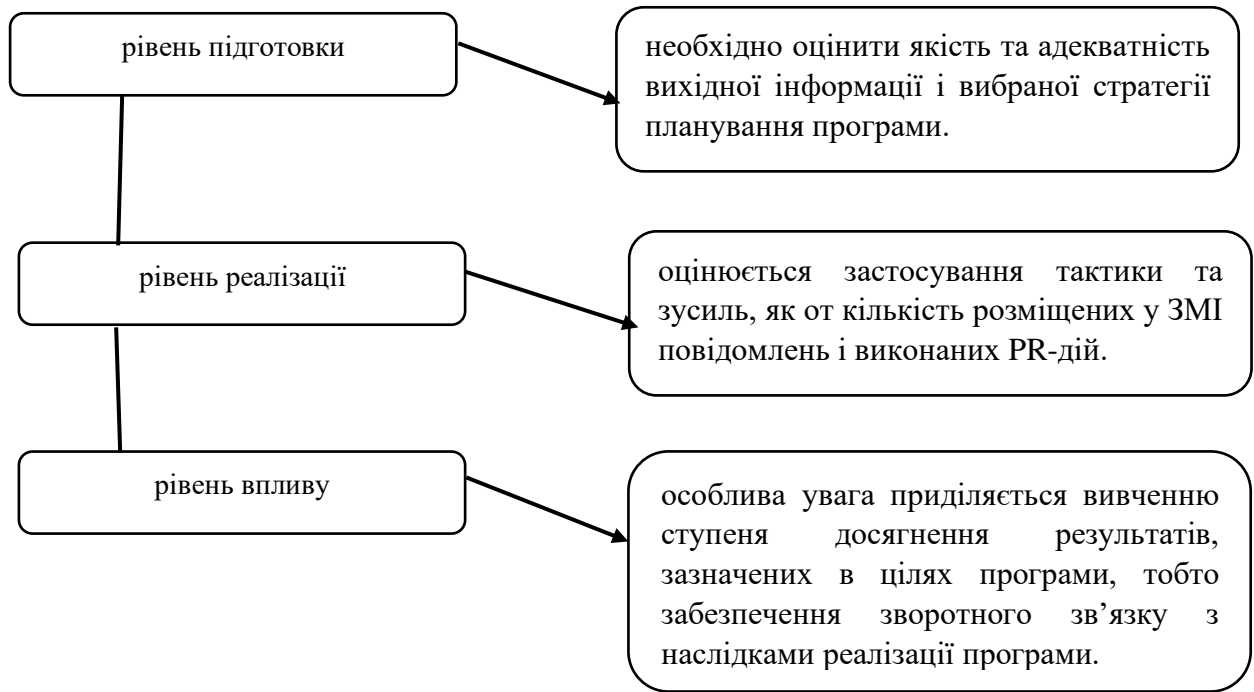 рівень підготовки
необхідно оцінити якість та адекватність
вихідної інформації і вибраної стратегії
планування програми.
рівень реалізації
оцінюється застосування тактики та
зусиль, як от кількість розміщених у ЗМІ
повідомлень і виконаних PR-дій.
рівень впливу
особлива увага приділяється вивченню
ступеня досягнення результатів,
зазначених в цілях програми, тобто
забезпечення зворотного зв’язку з
наслідками реалізації програми.